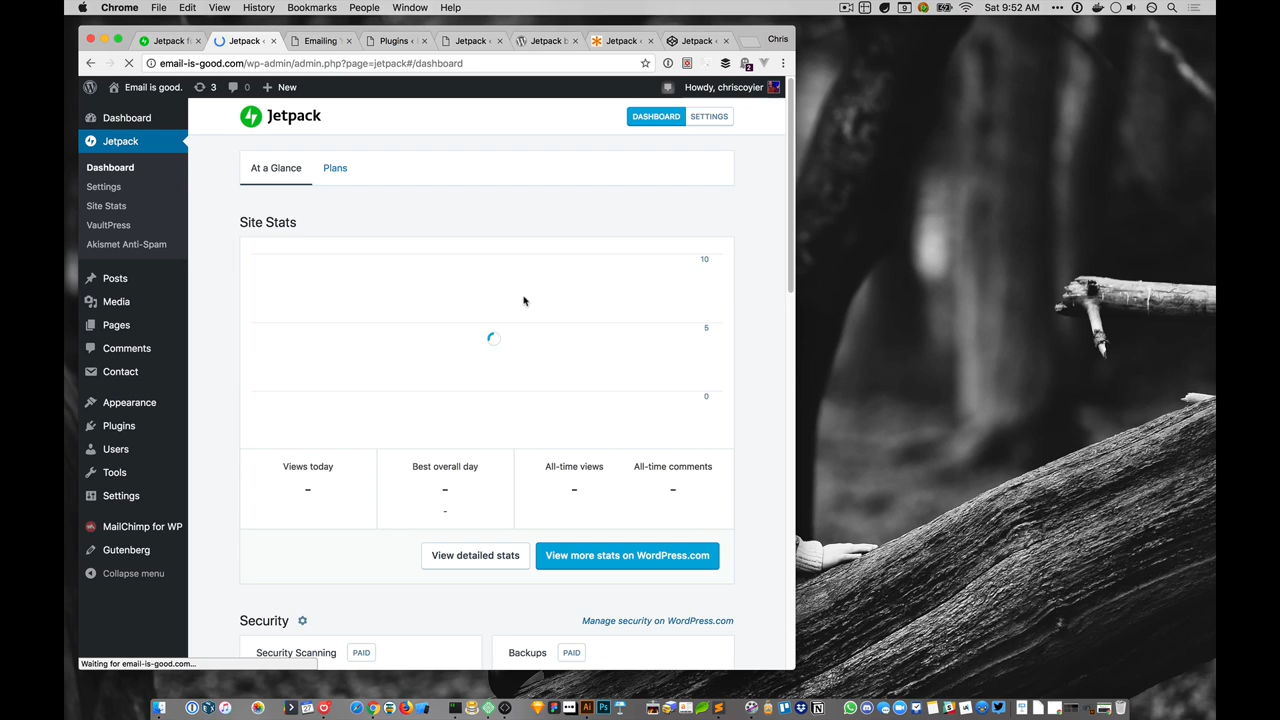 Chrome File Edit View History Bookmarks People Window Help
9
Sat 9:52 AM
Jetpack f
Jetpack
Emailing
Plugins ‹
Jetpack
Jetpack b
Jetpack
Jetpack
Chris
email-is-good.com/wp-admin/admin.php?page=jetpack#/dashboard
2
Email is good.
3
0
New
Howdy, chriscoyier
Dashboard
Jetpack
Dashboard
Settings
Site Stats
VaultPress
Akismet Anti-Spam
Posts
Media
Pages
Comments
Contact
Appearance
Plugins
Users
Tools
Settings
MailChimp for WP
Gutenberg
Collapse menu
Jetpack
DASHBOARD
SETTINGS
At a Glance
Plans
Site Stats
10
5
0
Views today
–
Best overall day
–
-
All-time views
–
All-time comments
–
View detailed stats
View more stats on WordPress.com
Security
Manage security on WordPress.com
Security Scanning
PAID
Backups
PAID
Waiting for email-is-good.com...
Ai
Ps